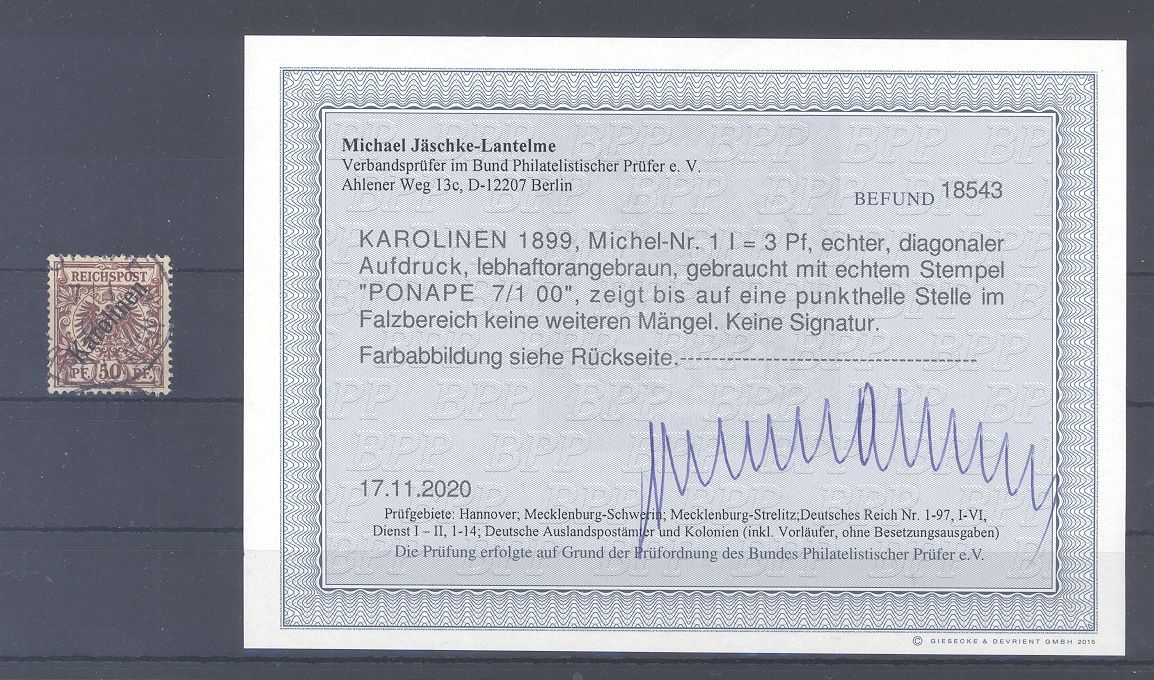 REICHSPOST
Karolinen
PF. 50 PF.
Michael Jäschke-Lantelme
Verbandsprüfer im Bund Philatelistischer Prüfer e. V.
Ahlener Weg 13c, D-12207 Berlin
BEFUND 18543
KAROLINEN 1899, Michel-Nr. 1 I = 3 Pf, echter, diagonaler
Aufdruck, lebhaftorangebraun, gebraucht mit echtem Stempel
"PONAPE 7/1 00", zeigt bis auf eine punkthelle Stelle im
Falzbereich keine weiteren Mängel. Keine Signatur.
Farbabbildung siehe Rückseite.--------------------------------------
17.11.2020
Prüfgebiete: Hannover; Mecklenburg-Schwerin; Mecklenburg-Strelitz;Deutsches Reich Nr. 1-97, I-VI,
Dienst I – II, 1-14; Deutsche Auslandspostämter und Kolonien (inkl. Vorläufer, ohne Besetzungsausgaben)
Die Prüfung erfolgte auf Grund der Prüfordnung des Bundes Philatelistischer Prüfer e.V.
© GIESECKE & DEVRIENT GMBH 2015